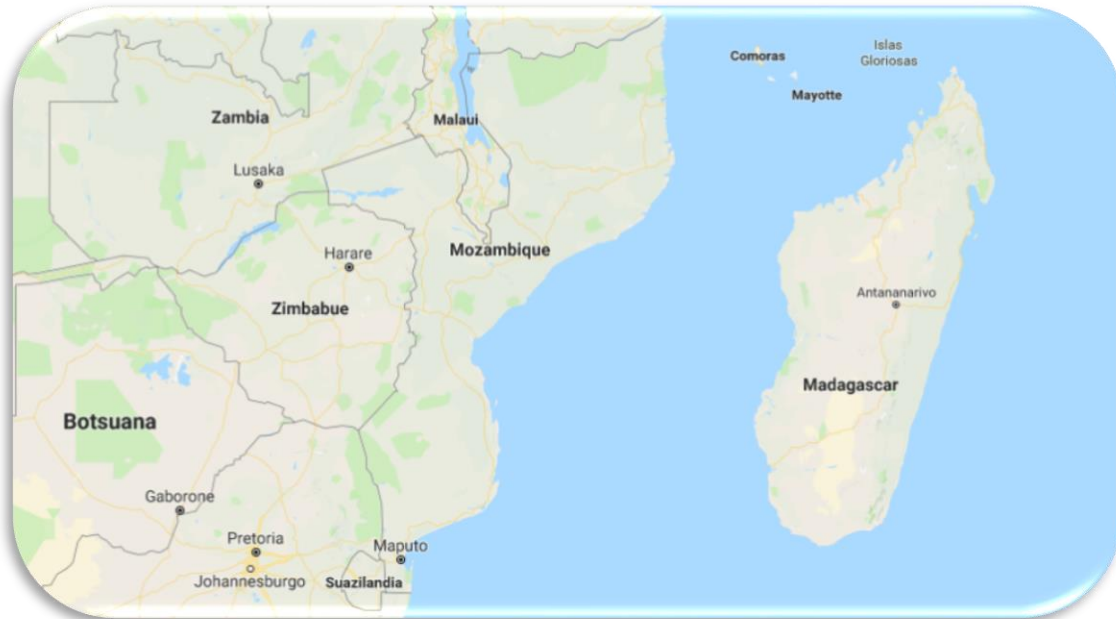 Islas
Gloriosas
Comoras
Mayotte
Zambia
Malaui
Lusaka
Mozambique
Harare
Zimbabue
Antananarivo
Madagascar
Botsuana
Gaborone
Pretoria
Maputo
Johannesburgo
Suazilandia